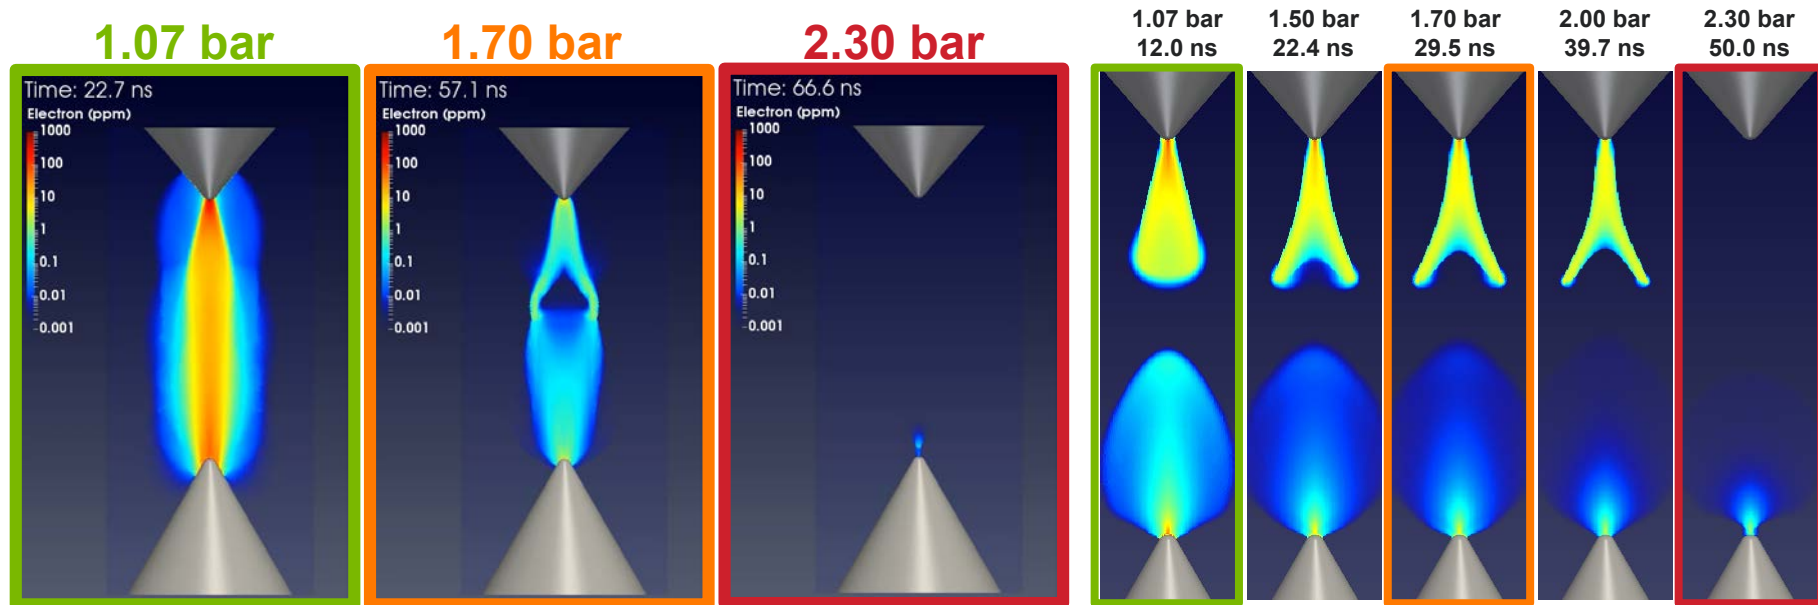 1.07 bar
Time: 22.7 ns
Electron (ppm)
1000
100
10
1
0.1
0.01
0.001
1.70 bar
Time: 57.1 ns
Electron (ppm)
1000
100
10
1
0.1
0.01
0.001
2.30 bar
Time: 66.6 ns
Electron (ppm)
1000
100
10
1
0.1
0.01
0.001
1.07 bar
12.0 ns
1.50 bar
22.4 ns
1.70 bar
29.5 ns
2.00 bar
39.7 ns
2.30 bar
50.0 ns